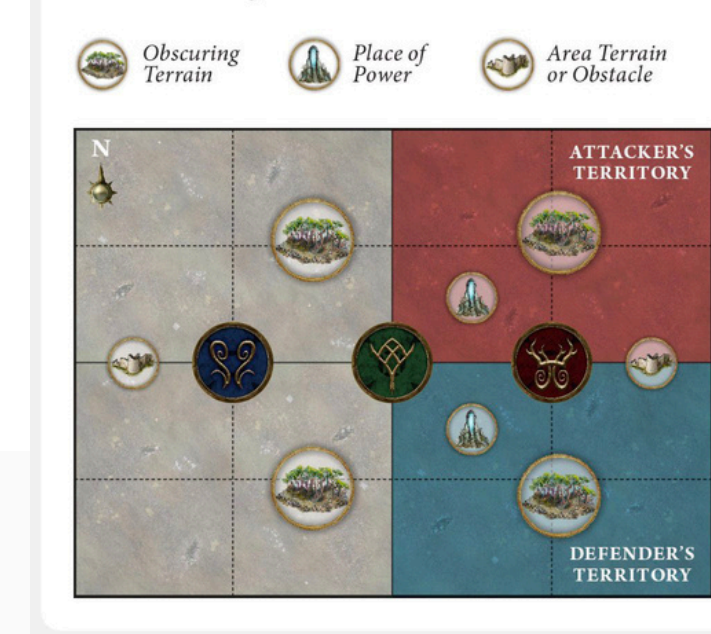 Obscuring
Terrain
Place of
Power
Area Terrain
or Obstacle
N
ATTACKER'S
TERRITORY
DEFENDER'S
TERRITORY